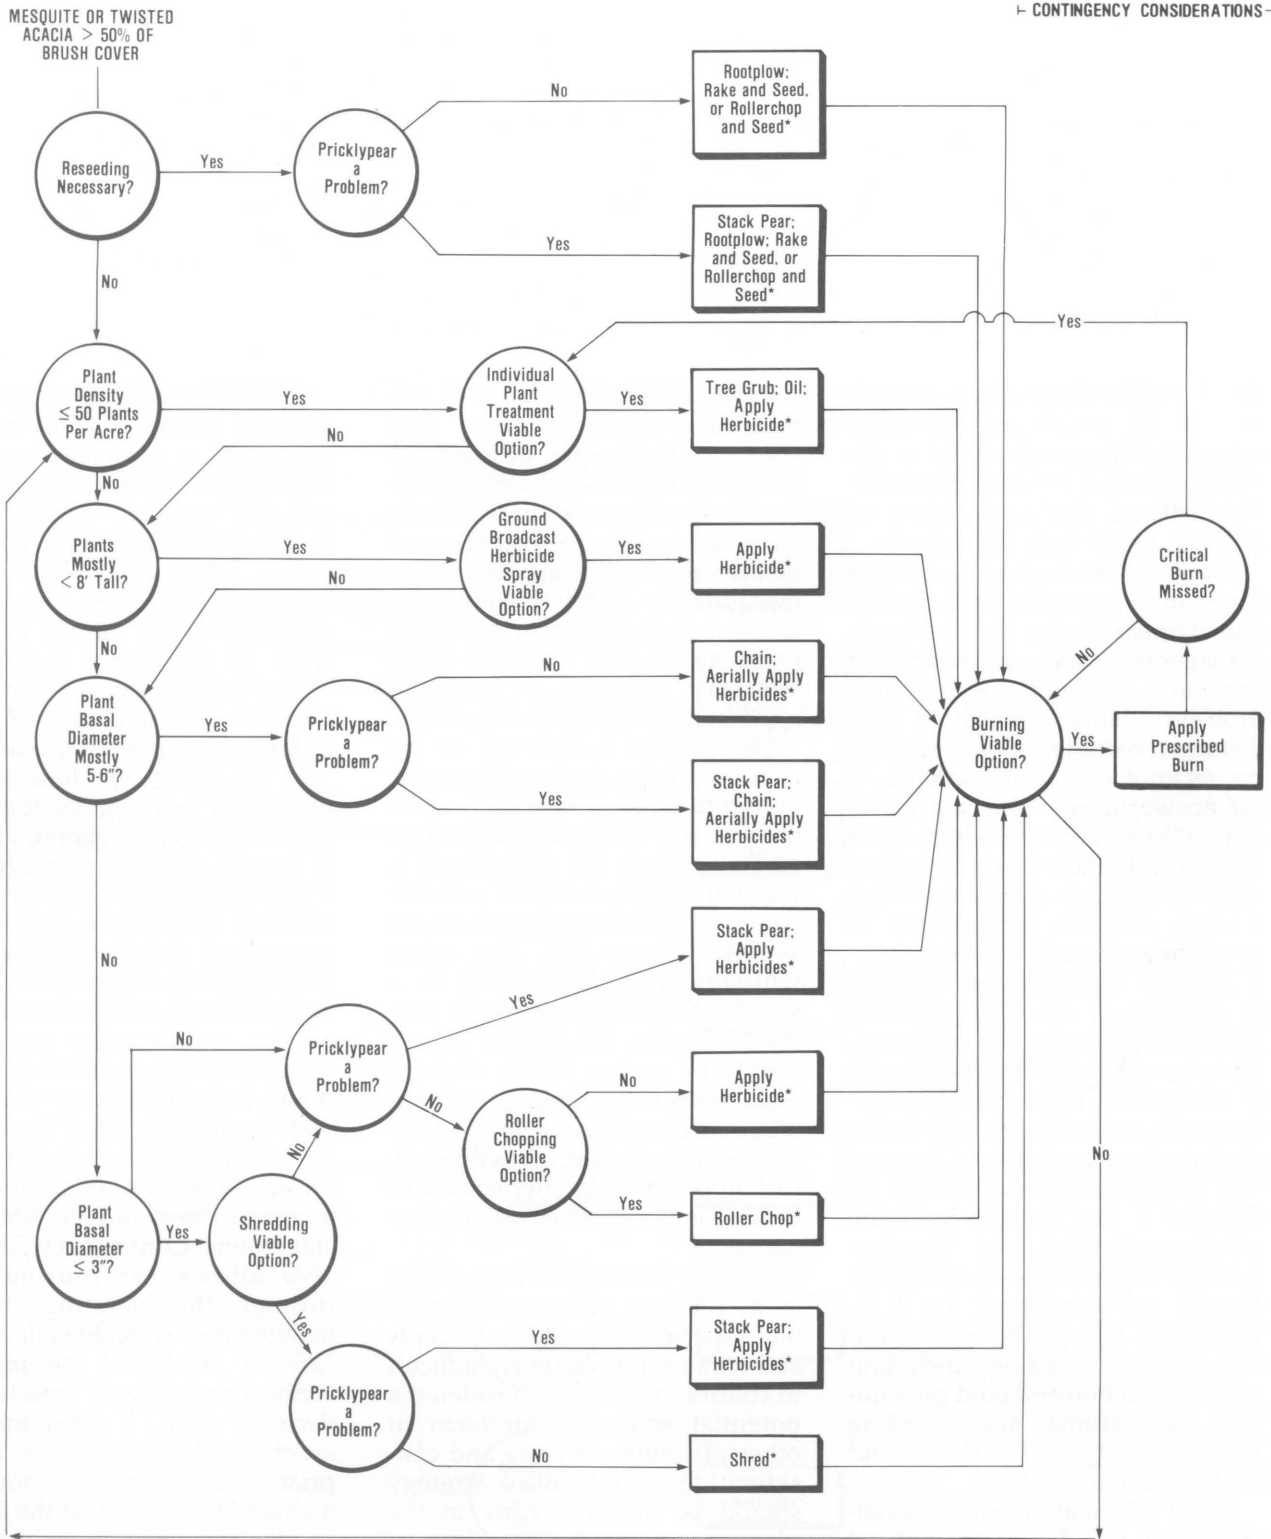 MESQUITE OR TWISTED
ACACIA > 50% OF
BRUSH COVER
CONTINGENCY CONSIDERATIONS
Reseeding
Necessary?
Yes
Pricklypear
a
Problem?
No
Rootplow;
Rake and Seed,
or Rollerchop
and Seed*
Yes
Stack Pear;
Rootplow; Rake
and Seed, or
Rollerchop and
Seed*
No
Yes
Plant
Density
≤ 50 Plants
Per Acre?
Yes
Individual
Plant
Treatment
Viable
Option?
Yes
Tree Grub; Oil;
Apply
Herbicide*
No
No
Plants
Mostly
< 8' Tall?
Yes
Ground
Broadcast
Herbicide
Spray
Viable
Option?
Yes
Apply
Herbicide*
Critical
Burn
Missed?
No
No
No
Plant
Basal
Diameter
Mostly
5-6"?
Yes
Pricklypear
a
Problem?
No
Chain;
Aerially Apply
Herbicides*
Yes
Stack Pear;
Chain;
Aerially Apply
Herbicides*
Burning
Viable
Option?
Yes
Apply
Prescribed
Burn
No
Stack Pear;
Apply
Herbicides*
Yes
No
Pricklypear
a
Problem?
No
Roller
Chopping
Viable
Option?
No
Apply
Herbicide*
Yes
Roller Chop*
No
No
Plant
Basal
Diameter
≤ 3"?
Yes
Shredding
Viable
Option?
Yes
Pricklypear
a
Problem?
Yes
Stack Pear;
Apply
Herbicides*
No
Shred*